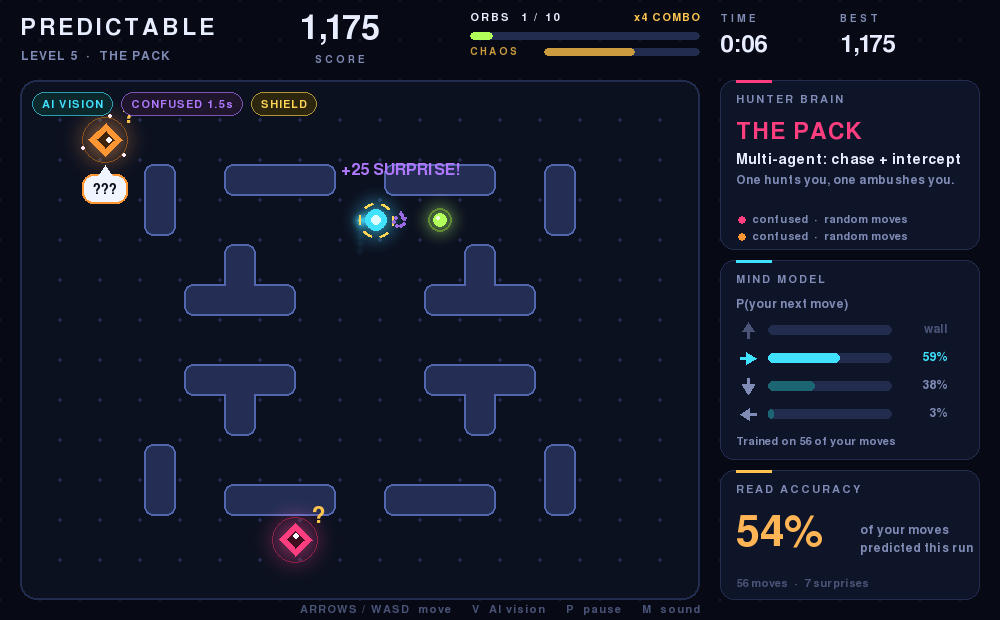 PREDICTABLE
LEVEL 5 · THE PACK
1,175
SCORE
ORBS 1 / 10
x4 COMBO
CHAOS
TIME
0:06
BEST
1,175
AI VISION
CONFUSED 1.5s
SHIELD
?
???
+25 SURPRISE!
?
HUNTER BRAIN
THE PACK
Multi-agent: chase + intercept
One hunts you, one ambushes you.
confused · random moves
confused · random moves
MIND MODEL
P(your next move)
wall
59%
38%
3%
Trained on 56 of your moves
READ ACCURACY
54%
of your moves
predicted this run
56 moves · 7 surprises
ARROWS / WASD move V AI vision P pause M sound